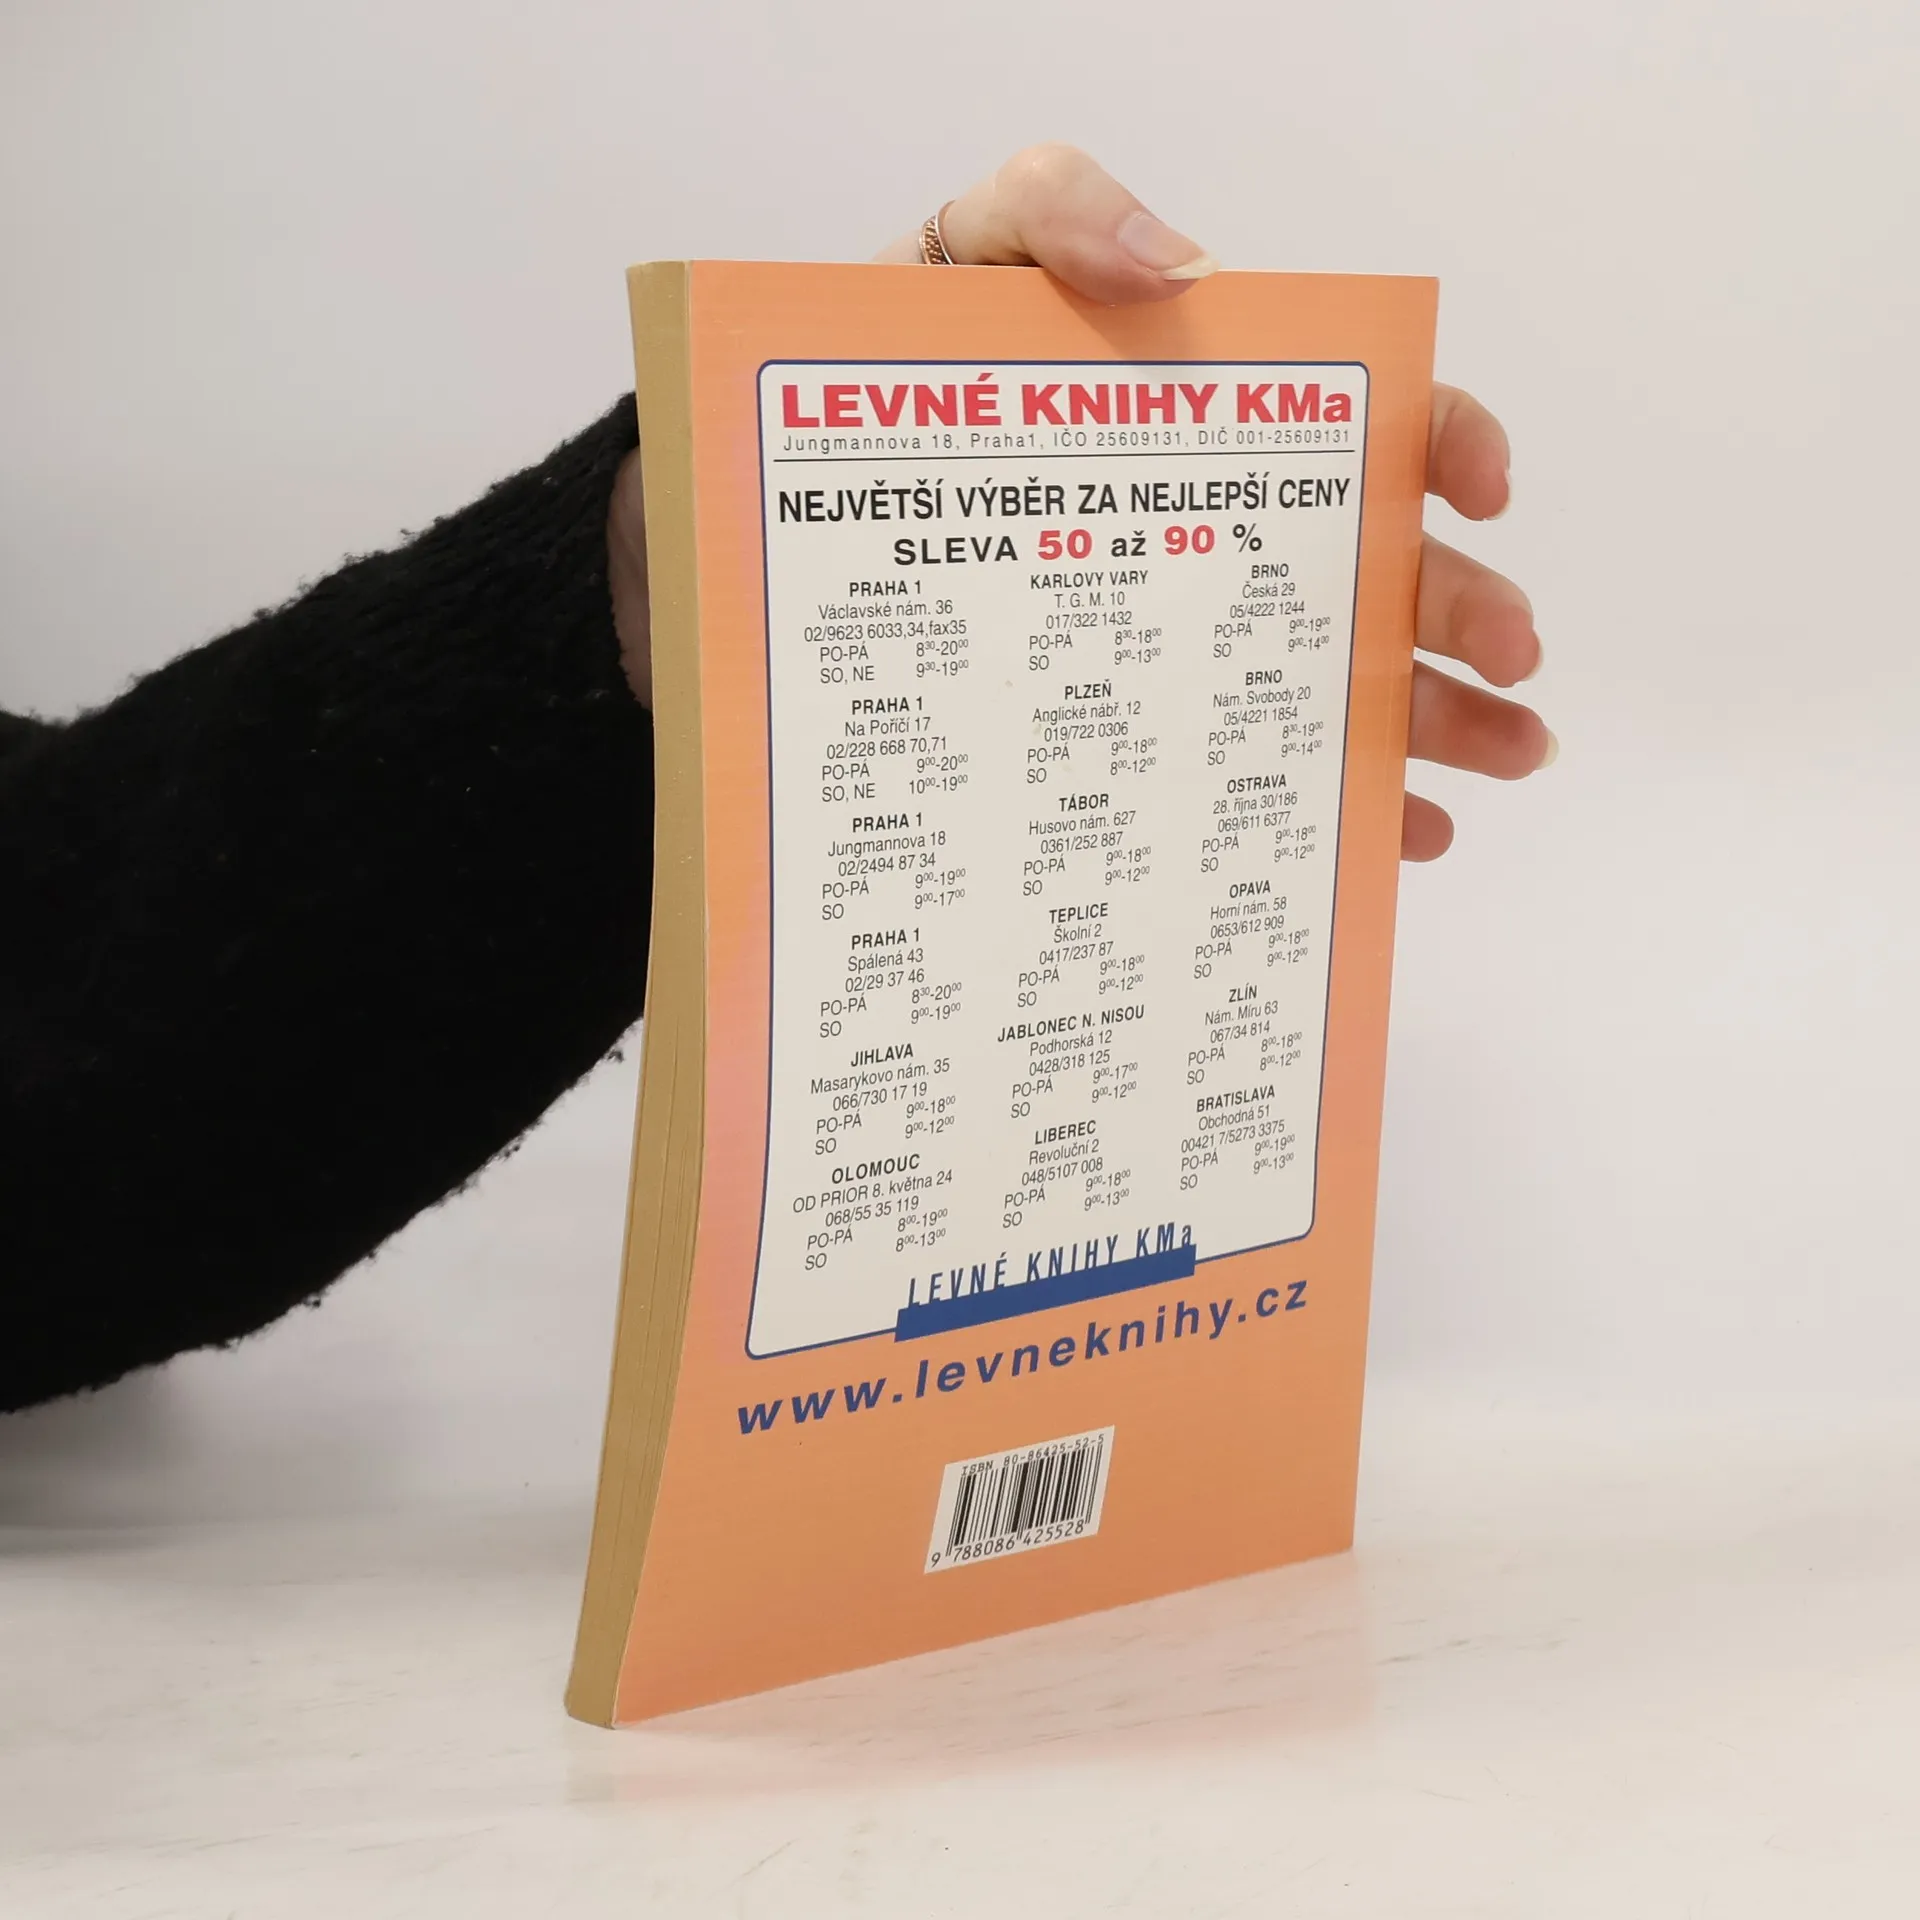 LEVNÉ KNIHY KMa
Jungmannova 18, Praha1, IČO 25609131, DIČ 001-25609131
NEJVĚTŠÍ VÝBĚR ZA NEJLEPŠÍ CENY
SLEVA 50 až 90 %
PRAHA 1
Václavské nám. 36
02/9623 6033,34,fax35
PO-PÁ 8³⁰-20⁰⁰
SO, NE 9³⁰-19⁰⁰
PRAHA 1
Na Poříčí 17
02/228 668 70,71
PO-PÁ 9⁰⁰-20⁰⁰
SO, NE 10⁰⁰-19⁰⁰
PRAHA 1
Jungmannova 18
02/2494 87 34
PO-PÁ 9⁰⁰-19⁰⁰
SO 9⁰⁰-17⁰⁰
PRAHA 1
Spálená 43
02/29 37 46
PO-PÁ 8³⁰-20⁰⁰
SO 9⁰⁰-19⁰⁰
JIHLAVA
Masarykovo nám. 35
066/730 17 19
PO-PÁ 9⁰⁰-18⁰⁰
SO 9⁰⁰-12⁰⁰
OLOMOUC
OD PRIOR 8. května 24
068/55 35 119
PO-PÁ 8⁰⁰-19⁰⁰
SO 8⁰⁰-13⁰⁰
KARLOVY VARY
T. G. M. 10
017/322 1432
PO-PÁ 8³⁰-18⁰⁰
SO 9⁰⁰-13⁰⁰
PLZEŇ
Anglické nábř. 12
019/722 0306
PO-PÁ 9⁰⁰-18⁰⁰
SO 8⁰⁰-12⁰⁰
TÁBOR
Husovo nám. 627
0361/252 887
PO-PÁ 9⁰⁰-18⁰⁰
SO 9⁰⁰-12⁰⁰
TEPLICE
Školní 2
0417/237 87
PO-PÁ 9⁰⁰-18⁰⁰
SO 9⁰⁰-12⁰⁰
JABLONEC N. NISOU
Podhorská 12
0428/318 125
PO-PÁ 9⁰⁰-17⁰⁰
SO 9⁰⁰-12⁰⁰
LIBEREC
Revoluční 2
048/5107 008
PO-PÁ 9⁰⁰-18⁰⁰
SO 9⁰⁰-13⁰⁰
BRNO
Česká 29
05/4222 1244
PO-PÁ 9⁰⁰-19⁰⁰
SO 9⁰⁰-14⁰⁰
BRNO
Nám. Svobody 20
05/4221 1854
PO-PÁ 8³⁰-19⁰⁰
SO 9⁰⁰-14⁰⁰
OSTRAVA
28. října 30/186
069/611 6377
PO-PÁ 9⁰⁰-18⁰⁰
SO 9⁰⁰-12⁰⁰
OPAVA
Horní nám. 58
0653/612 909
PO-PÁ 9⁰⁰-18⁰⁰
SO 9⁰⁰-12⁰⁰
ZLÍN
Nám. Míru 63
067/34 814
PO-PÁ 8⁰⁰-18⁰⁰
SO 8⁰⁰-12⁰⁰
BRATISLAVA
Obchodná 51
00421 7/5273 3375
PO-PÁ 9⁰⁰-19⁰⁰
SO 9⁰⁰-13⁰⁰
LEVNÉ KNIHY KMa
www.levneknihy.cz
ISBN 80-86425-52-5
9 788086 425528